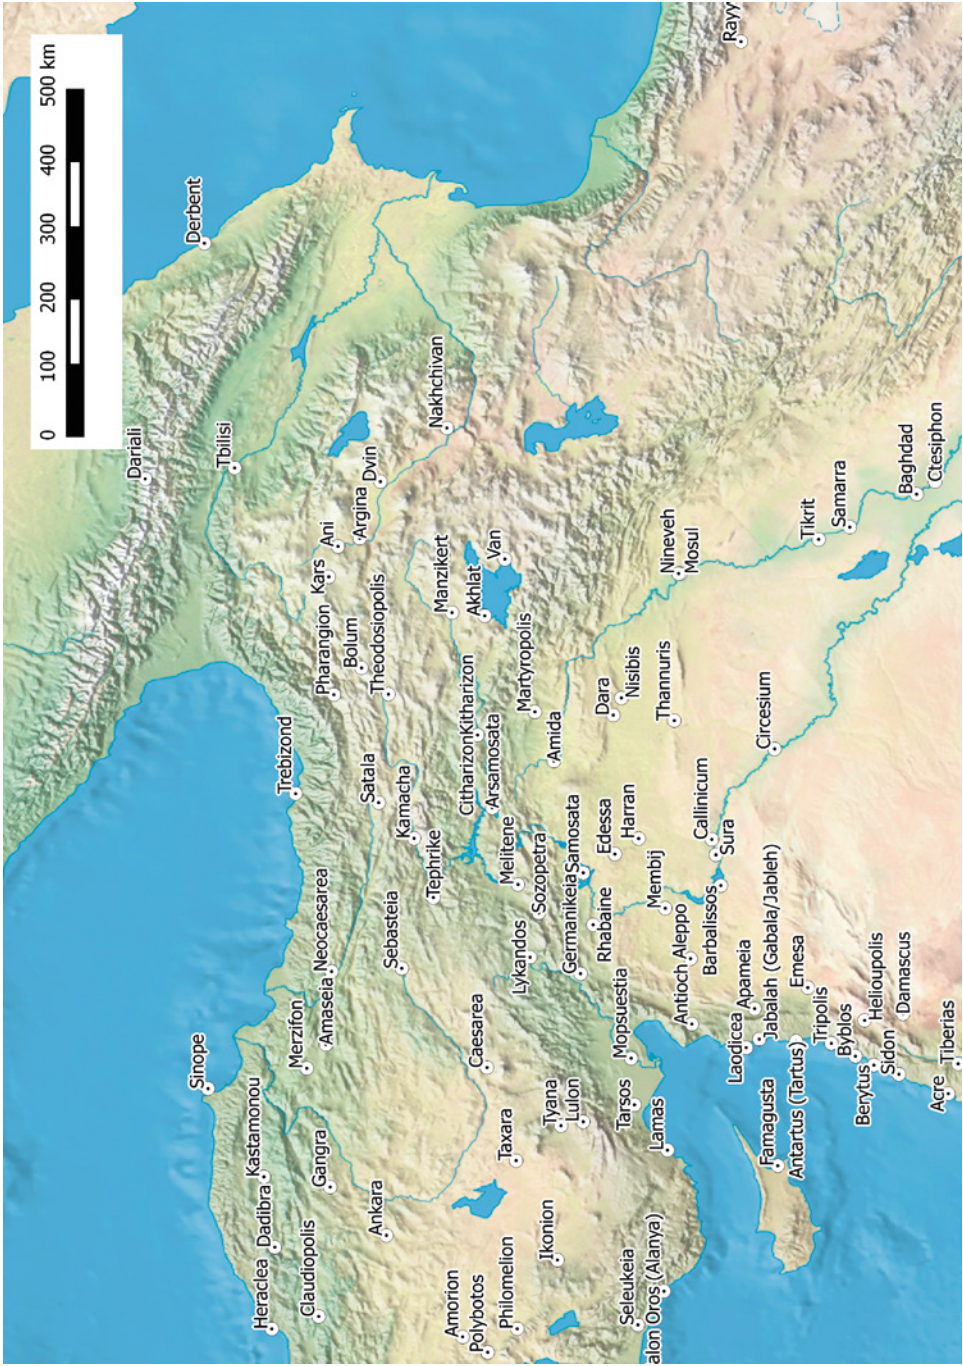 0 100 200 300 400 500 km
Sinope
Derbent
Dariali
Tbilisi
Heraclea
Dadibra
Kastamonou
Trebizond
Claudiopolis
Gangra
Merzifon
Amaseia
Neocaesarea
Pharangion
Kars
Ani
Bolum
Argina
Ankara
Sebasteia
Satala
Theodosiopolis
Dvin
Kamacha
Tephrike
Nakhchivan
Manzikert
Amorion
Polybotos
Philomelion
Taxara
Caesarea
Citharizon
Kitharizon
Arsamosata
Akhlat
Van
Melitene
Martyropolis
Ikonion
Tyana
Lulon
Lykandos
Sozopetra
Amida
Germanikeia
Samosata
Rhabaine
Edessa
Dara
Nisibis
Seleukeia
Tarsos
Mopsuestia
Harran
alon Oros (Alanya)
Lamas
Membij
Thannuris
Nineveh
Mosul
Antioch
Aleppo
Barbalissos
Callinicum
Sura
Rayy
Laodicea
Apameia
Jabalah (Gabala/Jableh)
Circesium
Famagusta
Antartus (Tartus)
Emesa
Tripolis
Tikrit
Samara
Byblos
Berytus
Helioupolis
Sidon
Damascus
Baghdad
Ctesiphon
Acre
Tiberias